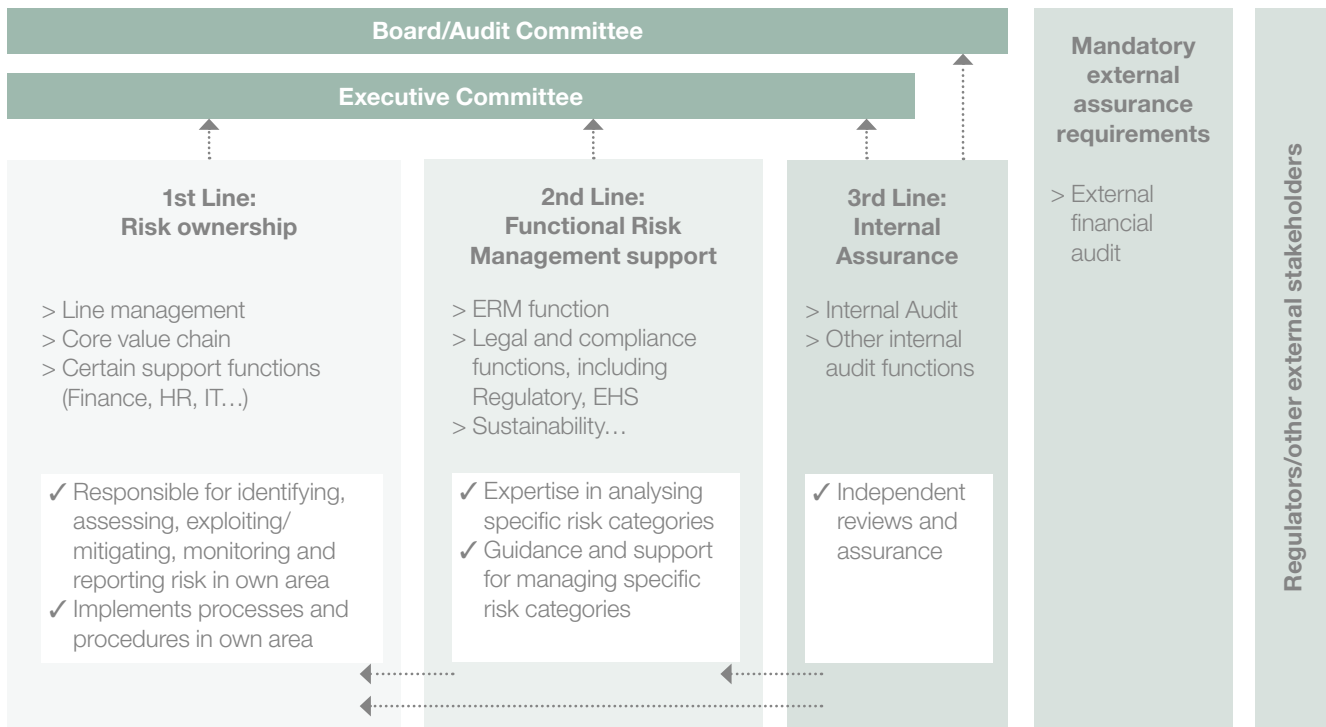 Board/Audit Committee
Executive Committee
1st Line:
Risk ownership
> Line management
> Core value chain
> Certain support functions
(Finance, HR, IT…)
✓ Responsible for identifying,
assessing, exploiting/
mitigating, monitoring and
reporting risk in own area
✓ Implements processes and
procedures in own area
2nd Line:
Functional Risk
Management support
> ERM function
> Legal and compliance
functions, including
Regulatory, EHS
> Sustainability…
✓ Expertise in analysing
specific risk categories
✓ Guidance and support
for managing specific
risk categories
3rd Line:
Internal
Assurance
> Internal Audit
> Other internal
audit functions
✓ Independent
reviews and
assurance
Mandatory
external
assurance
requirements
> External
financial
audit
Regulators/other external stakeholders